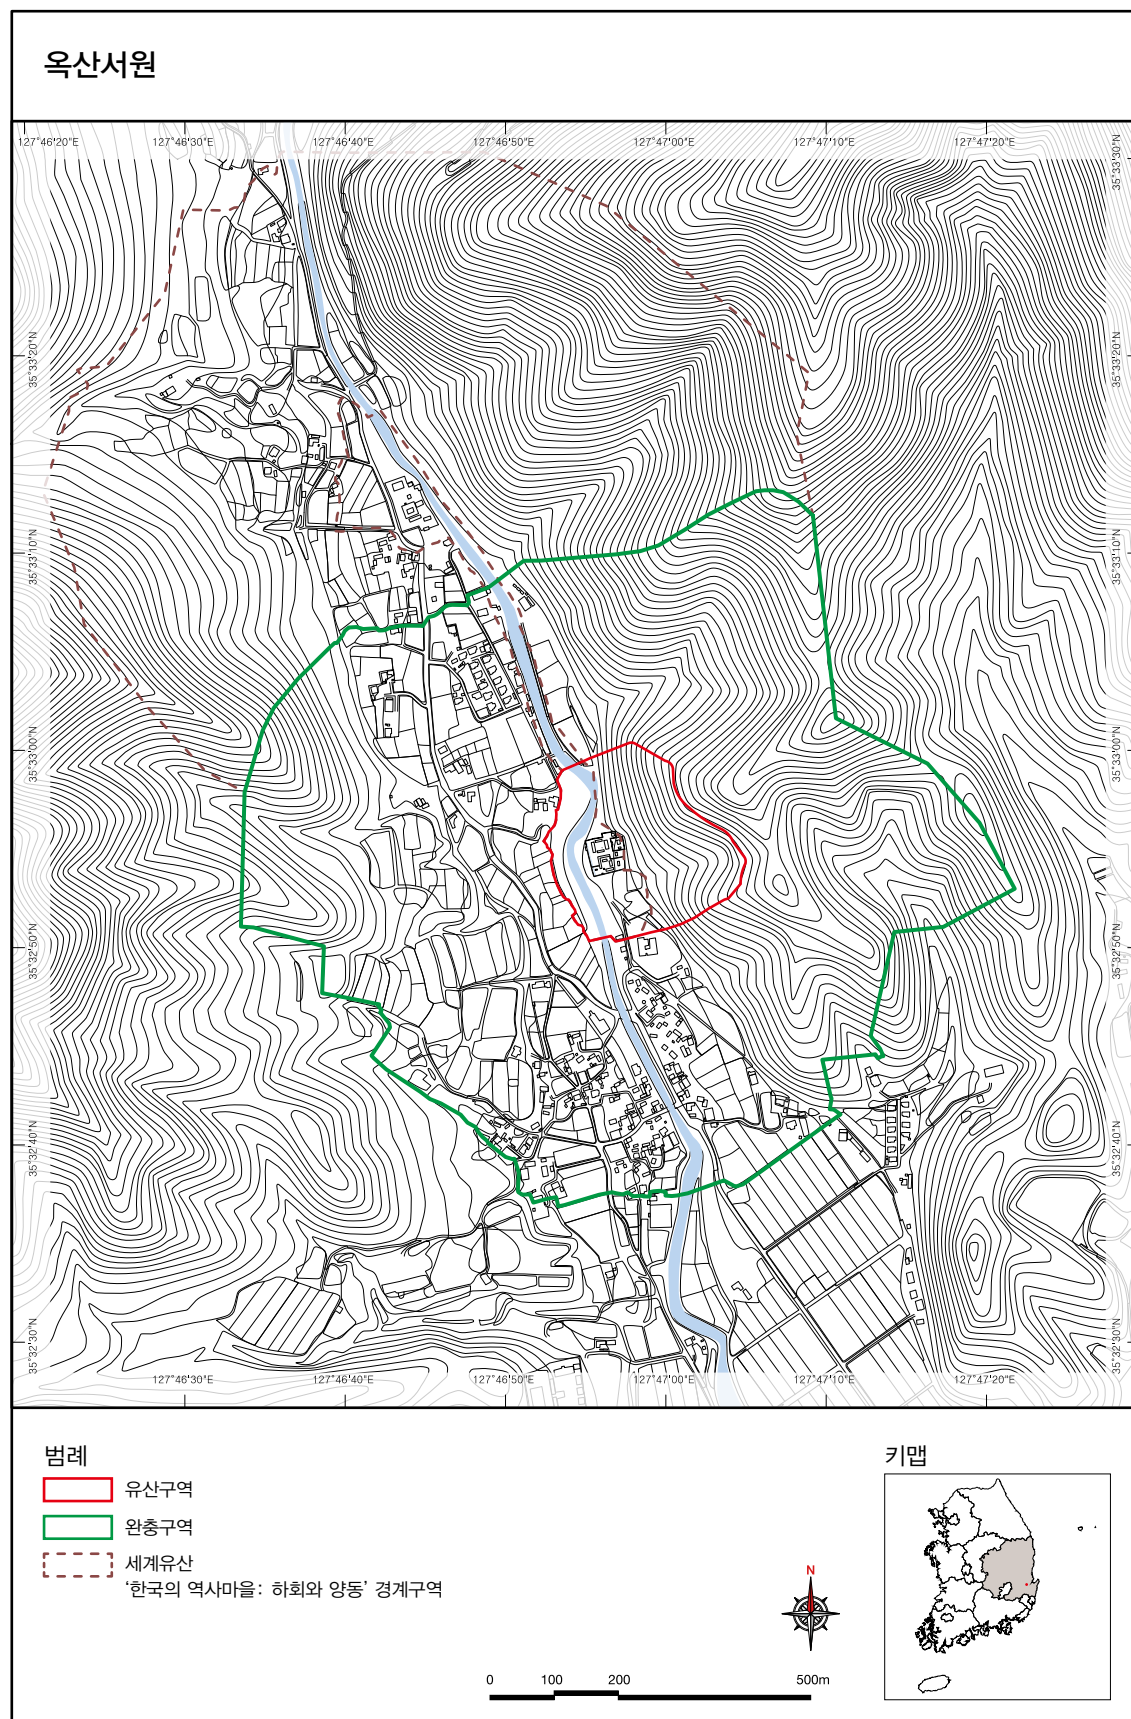 옥산서원
127°46'20"E 127°46'30"E 127°46'40"E 127°46'50"E 127°47'00"E 127°47'10"E 127°47'20"E
35°33'30"N
35°33'20"N 35°33'20"N
35°33'10"N 35°33'10"N
35°33'00"N 35°33'00"N
35°32'50"N 35°32'50"N
35°32'40"N 35°32'40"N
35°32'30"N 35°32'30"N
127°46'30"E 127°46'40"E 127°46'50"E 127°47'00"E 127°47'10"E 127°47'20"E
범례
유산구역
완충구역
세계유산
'한국의 역사마을: 하회와 양동' 경계구역
키맵
N
0 100 200 500m